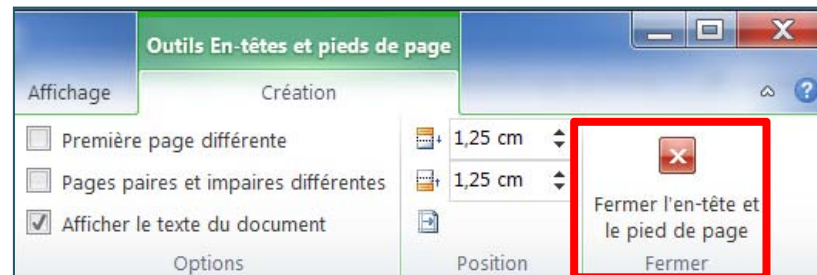 Outils En-têtes et pieds de page
Affichage Création
Première page différente 1,25 cm
Pages paires et impaires différentes 1,25 cm
Afficher le texte du document
Fermer l'en-tête et
le pied de page
Options Position Fermer